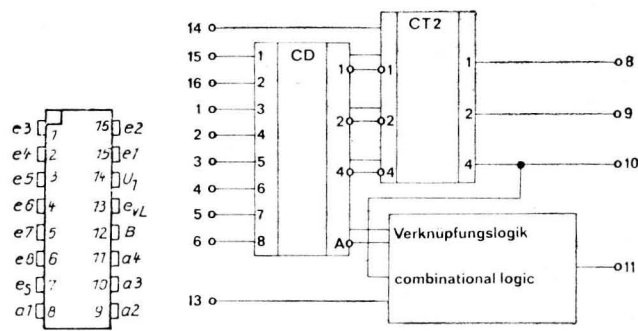 e3 1 16 e2
e4 2 15 e1
e5 3 14 U1
e6 4 13 evL
e7 5 12 B
e8 6 11 a4
es 7 10 a3
a1 8 9 a2
14 CT2
15 1 CD
1 1 1 8
16 2
1 3
2 2 2 9
2 4
3 5
4 4 4 10
4 6
5 7
6 8
A Verknüpfungslogik
combinational logic 11
13